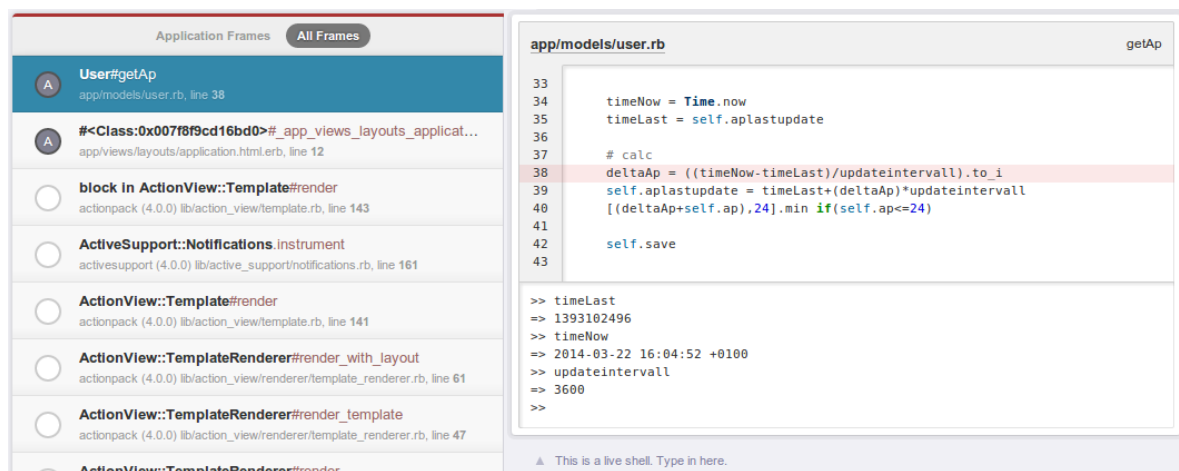 Application Frames All Frames
A User#getAp
app/models/user.rb, line 38
A #<Class:0x007f8f9cd16bd0>#_app_views_layouts_applicat...
app/views/layouts/application.html.erb, line 12
block in ActionView::Template#render
actionpack (4.0.0) lib/action_view/template.rb, line 143
ActiveSupport::Notifications.instrument
activesupport (4.0.0) lib/active_support/notifications.rb, line 161
ActionView::Template#render
actionpack (4.0.0) lib/action_view/template.rb, line 141
ActionView::TemplateRenderer#render_with_layout
actionpack (4.0.0) lib/action_view/renderer/template_renderer.rb, line 61
ActionView::TemplateRenderer#render_template
actionpack (4.0.0) lib/action_view/renderer/template_renderer.rb, line 47
ActionView::TemplateRenderer#render
app/models/user.rb getAp
33
34 timeNow = Time.now
35 timeLast = self.aplastupdate
36
37 # calc
38 deltaAp = ((timeNow-timeLast)/updateintervall).to_i
39 self.aplastupdate = timeLast+(deltaAp)*updateintervall
40 [(deltaAp+self.ap),24].min if(self.ap<=24)
41
42 self.save
43
>> timeLast
=> 1393102496
>> timeNow
=> 2014-03-22 16:04:52 +0100
>> updateintervall
=> 3600
>>
This is a live shell. Type in here.